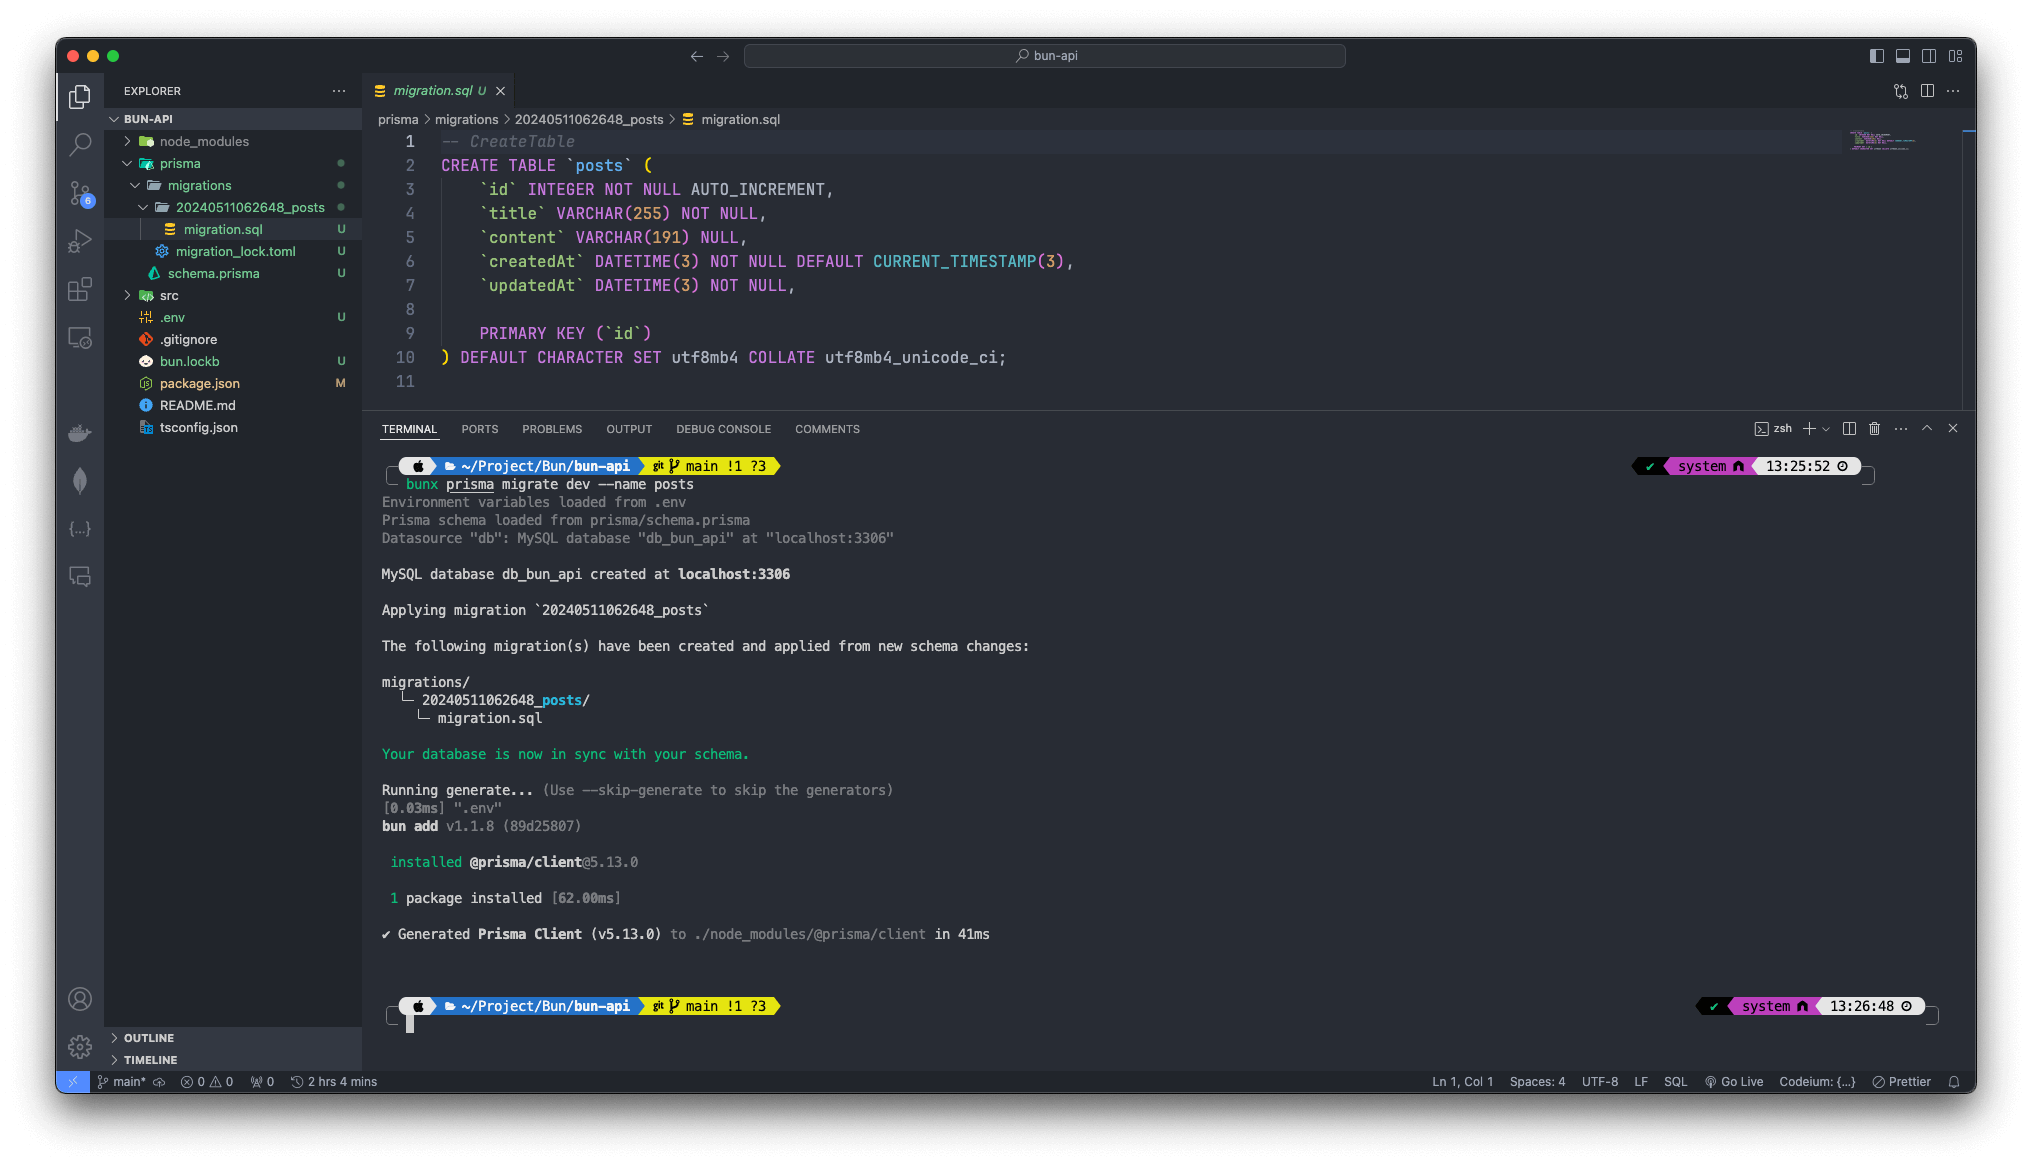 bun-api
EXPLORER
BUN-API
node_modules
prisma
migrations
20240511062648_posts
migration.sql U
migration_lock.toml U
schema.prisma U
src
.env U
.gitignore
bun.lockb U
package.json M
README.md
tsconfig.json
6
OUTLINE
TIMELINE
migration.sql U
prisma > migrations > 20240511062648_posts > migration.sql
1 -- CreateTable
2 CREATE TABLE `posts` (
3 `id` INTEGER NOT NULL AUTO_INCREMENT,
4 `title` VARCHAR(255) NOT NULL,
5 `content` VARCHAR(191) NULL,
6 `createdAt` DATETIME(3) NOT NULL DEFAULT CURRENT_TIMESTAMP(3),
7 `updatedAt` DATETIME(3) NOT NULL,
8
9 PRIMARY KEY (`id`)
10 ) DEFAULT CHARACTER SET utf8mb4 COLLATE utf8mb4_unicode_ci;
11
TERMINAL PORTS PROBLEMS OUTPUT DEBUG CONSOLE COMMENTS zsh
~/Project/Bun/bun-api git main !1 ?3 ✔ system 13:25:52
bunx prisma migrate dev --name posts
Environment variables loaded from .env
Prisma schema loaded from prisma/schema.prisma
Datasource "db": MySQL database "db_bun_api" at "localhost:3306"
MySQL database db_bun_api created at localhost:3306
Applying migration `20240511062648_posts`
The following migration(s) have been created and applied from new schema changes:
migrations/
└─ 20240511062648_posts/
└─ migration.sql
Your database is now in sync with your schema.
Running generate... (Use --skip-generate to skip the generators)
[0.03ms] ".env"
bun add v1.1.8 (89d25807)
installed @prisma/client@5.13.0
1 package installed [62.00ms]
✔ Generated Prisma Client (v5.13.0) to ./node_modules/@prisma/client in 41ms
~/Project/Bun/bun-api git main !1 ?3 ✔ system 13:26:48
main* 0 0 0 2 hrs 4 mins Ln 1, Col 1 Spaces: 4 UTF-8 LF SQL Go Live Codeium: {...} Prettier